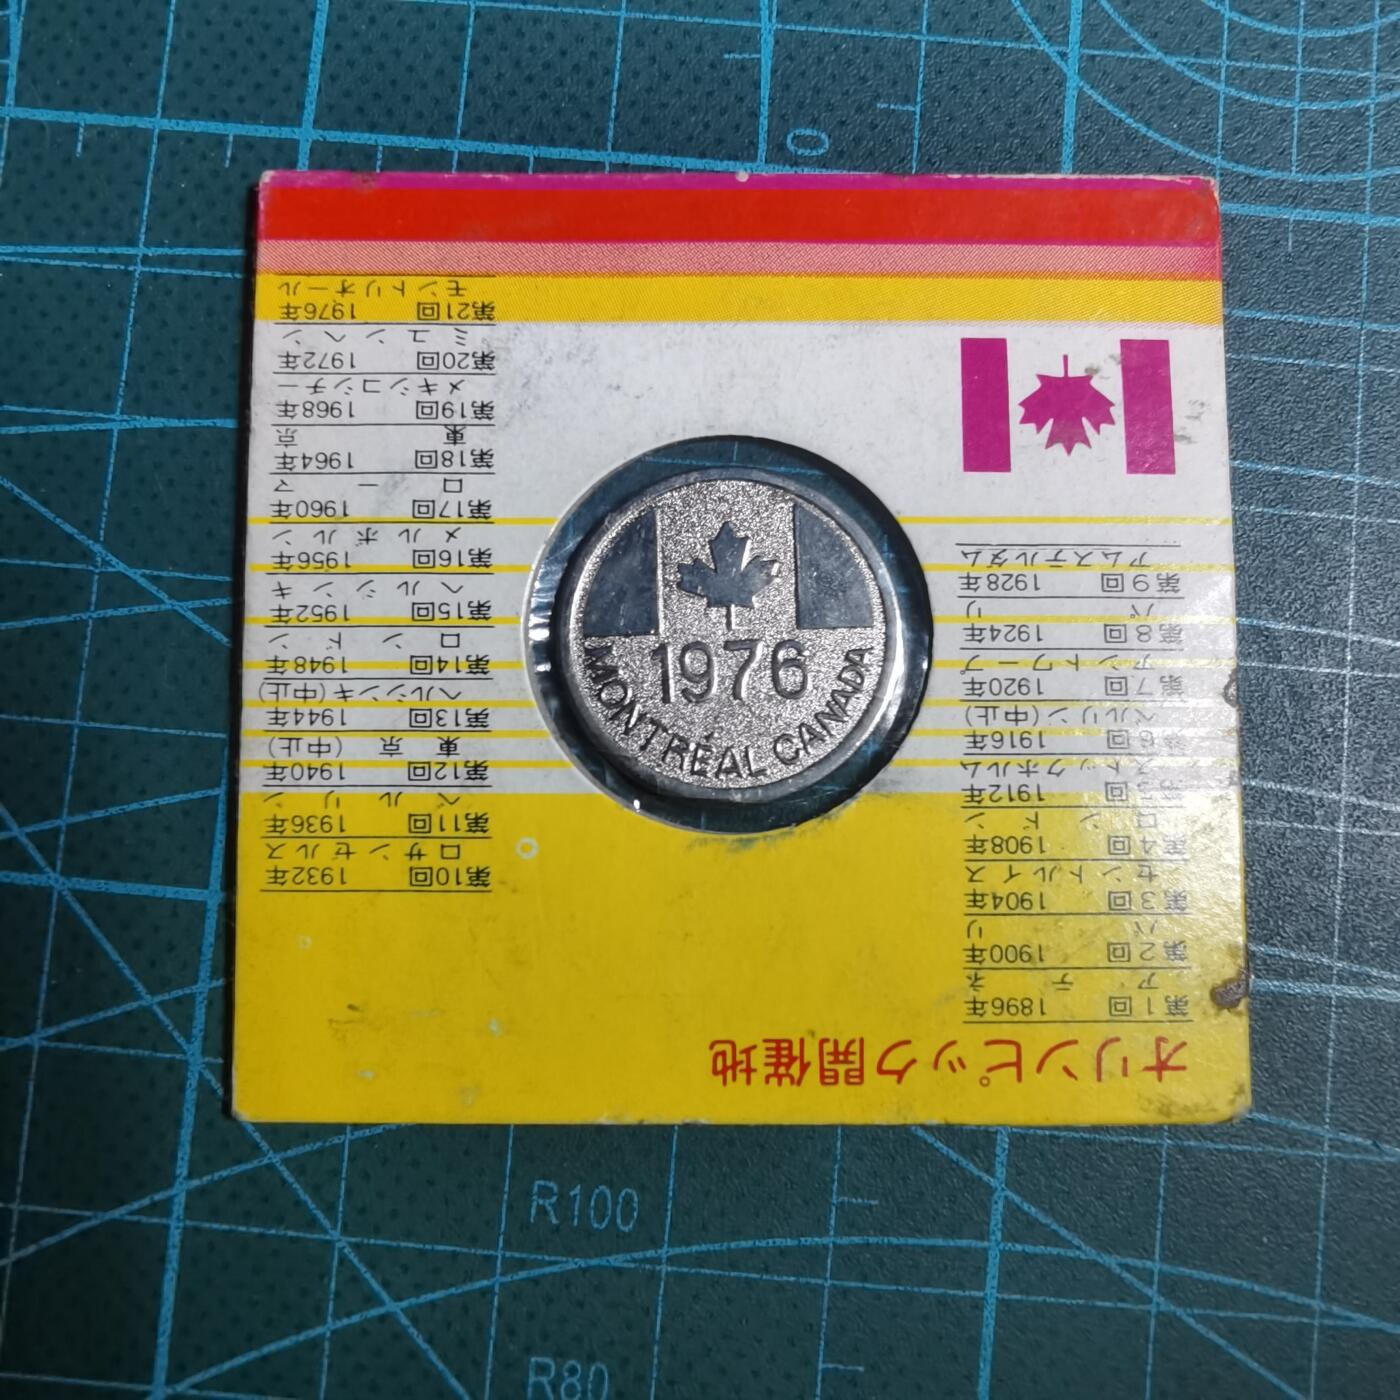 オリンピック開催地
第1回 1896年
アテネ
第2回 1900年
パリ
第3回 1904年
セントルイス
第4回 1908年
ロンドン
第5回 1912年
ストックホルム
第6回 1916年
ベルリン(中止)
第7回 1920年
アントワープ
第8回 1924年
パリ
第9回 1928年
アムステルダム
第10回 1932年
ロサンゼルス
第11回 1936年
ベルリン
第12回 1940年
東京(中止)
第13回 1944年
ヘルシンキ(中止)
第14回 1948年
ロンドン
第15回 1952年
ヘルシンキ
第16回 1956年
メルボルン
第17回 1960年
ローマ
第18回 1964年
東京
第19回 1968年
メキシコシチー
第20回 1972年
ミュンヘン
第21回 1976年
モントリオール
1976
MONTRÉAL CANADA
0
R100
R80